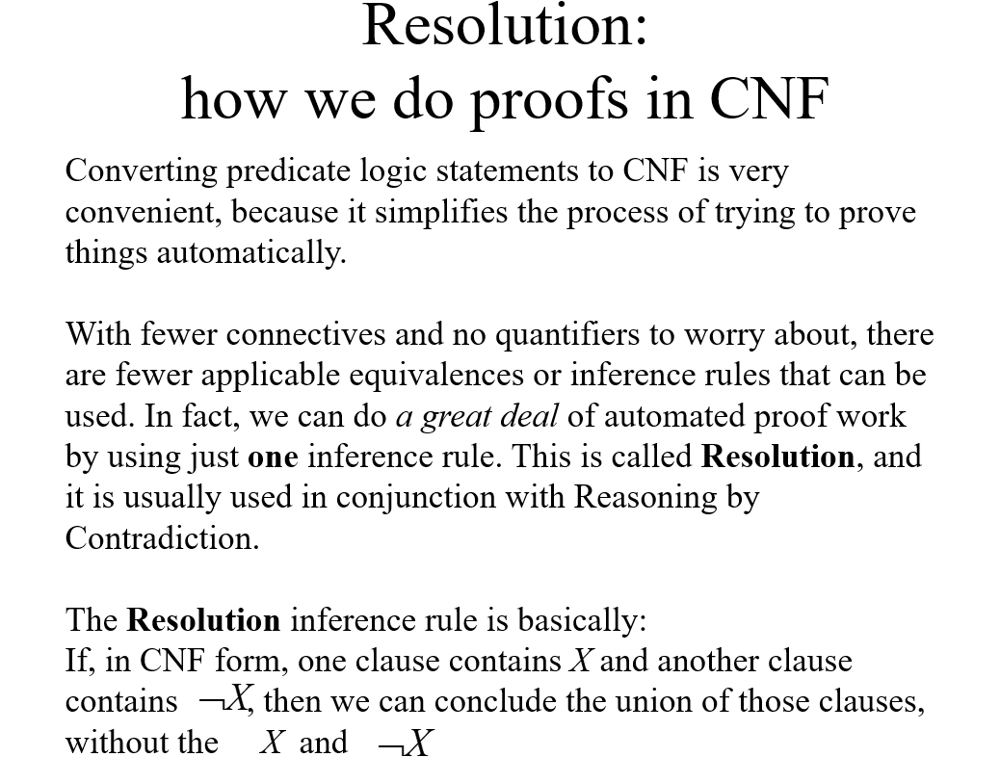 Resolution:
how we do proofs in CNF
Converting predicate logic statements to CNF is very
convenient, because it simplifies the process of trying to prove
things automatically.
With fewer connectives and no quantifiers to worry about, there
are fewer applicable equivalences or inference rules that can be
used. In fact, we can do a great deal of automated proof work
by using just one inference rule. This is called Resolution, and
it is usually used in conjunction with Reasoning by
Contradiction.
The Resolution inference rule is basically:
If, in CNF form, one clause contains X and another clause
contains ¬X, then we can conclude the union of those clauses,
without the X and ¬X